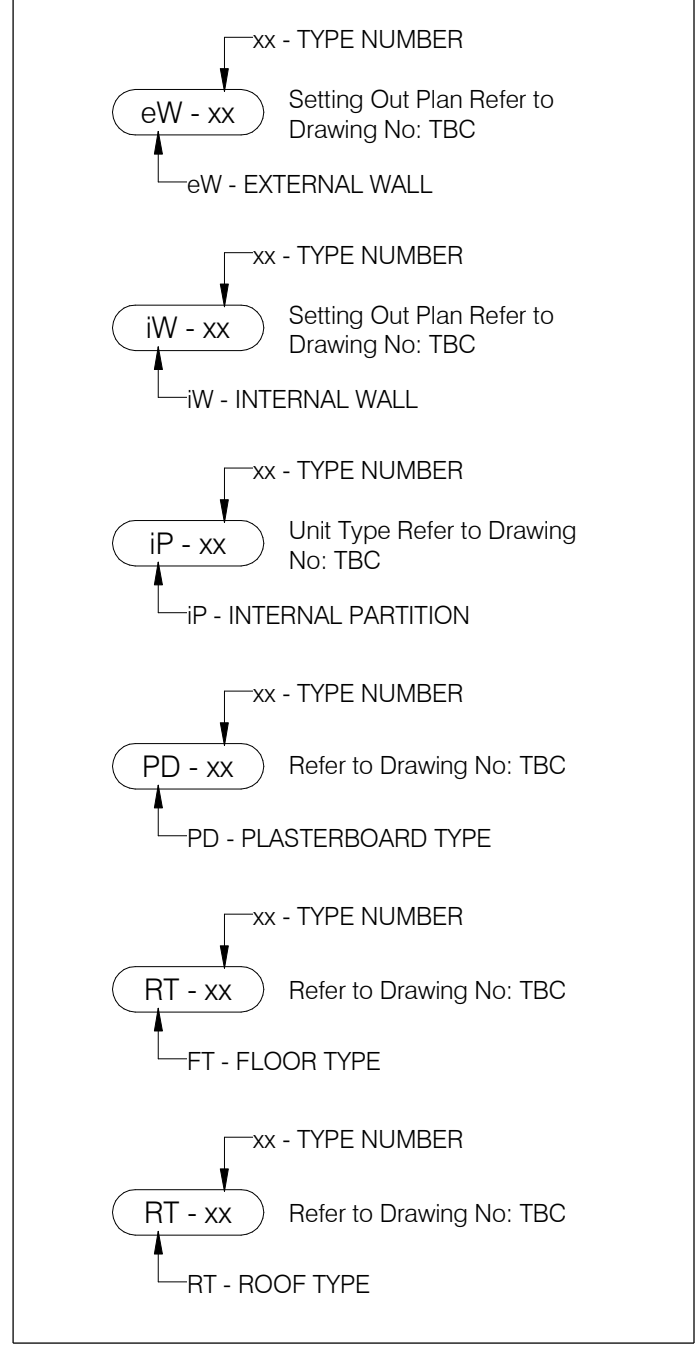 xx - TYPE NUMBER
eW - xx
Setting Out Plan Refer to
Drawing No: TBC
eW - EXTERNAL WALL
xx - TYPE NUMBER
iW - xx
Setting Out Plan Refer to
Drawing No: TBC
iW - INTERNAL WALL
xx - TYPE NUMBER
iP - xx
Unit Type Refer to Drawing
No: TBC
iP - INTERNAL PARTITION
xx - TYPE NUMBER
PD - xx
Refer to Drawing No: TBC
PD - PLASTERBOARD TYPE
xx - TYPE NUMBER
RT - xx
Refer to Drawing No: TBC
FT - FLOOR TYPE
xx - TYPE NUMBER
RT - xx
Refer to Drawing No: TBC
RT - ROOF TYPE